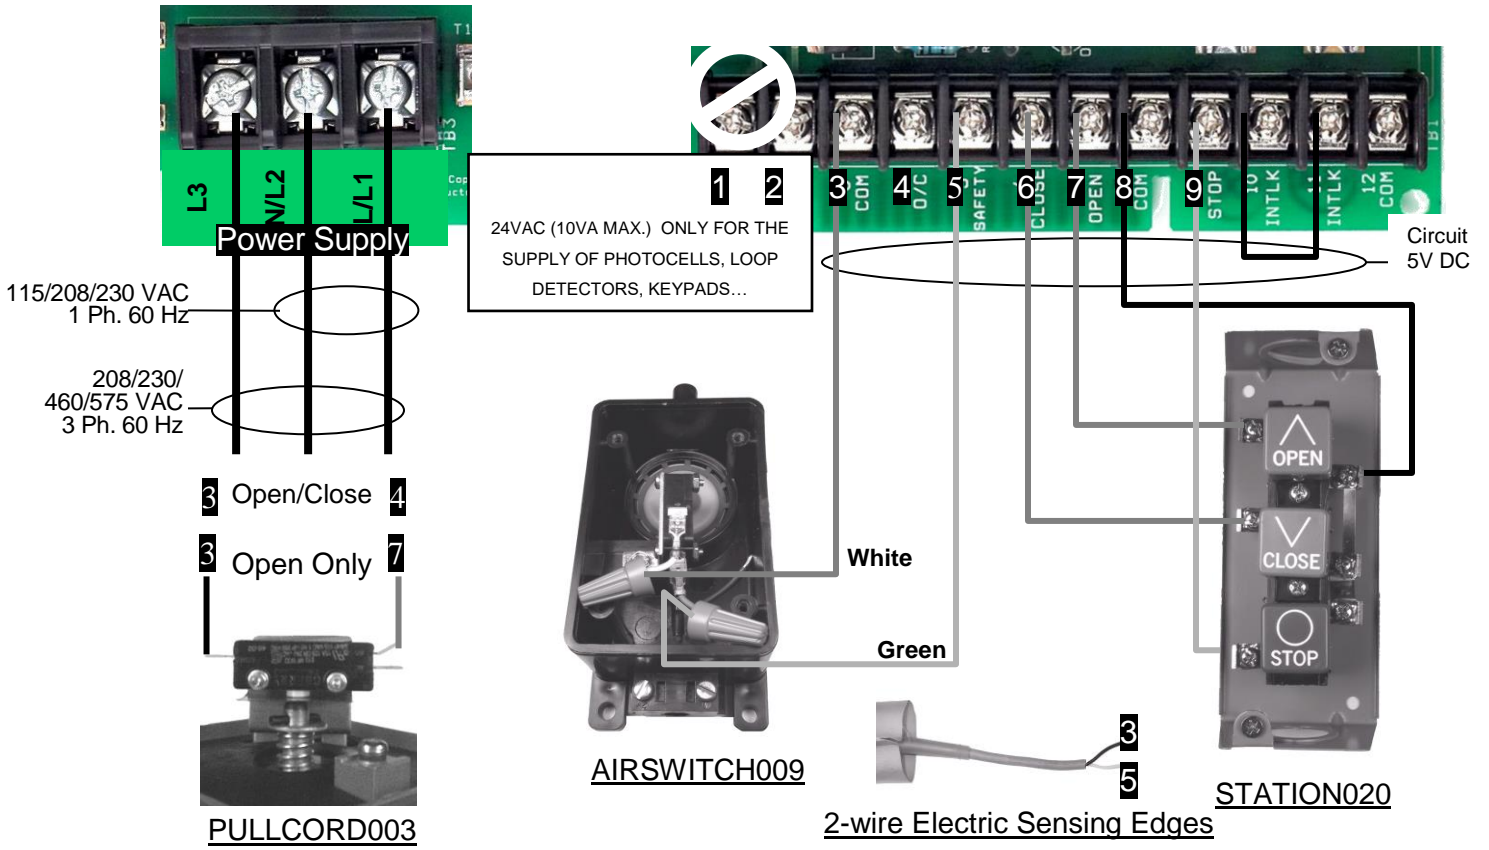 T1
TB3
L3
N/L2
L/L1
Power Supply
115/208/230 VAC
1 Ph. 60 Hz
208/230/
460/575 VAC
3 Ph. 60 Hz
3 Open/Close 4
3 Open Only 7
PULLCORD003
1 2 3 4 5 6 7 8 9 10 11 12
COM O/C SAFETY CLOSE OPEN COM STOP INTLK INTLK COM
TB1
24VAC (10VA MAX.) ONLY FOR THE
SUPPLY OF PHOTOCELLS, LOOP
DETECTORS, KEYPADS…
Circuit
5V DC
White
Green
AIRSWITCH009
3
5
2-wire Electric Sensing Edges
OPEN
CLOSE
STOP
STATION020